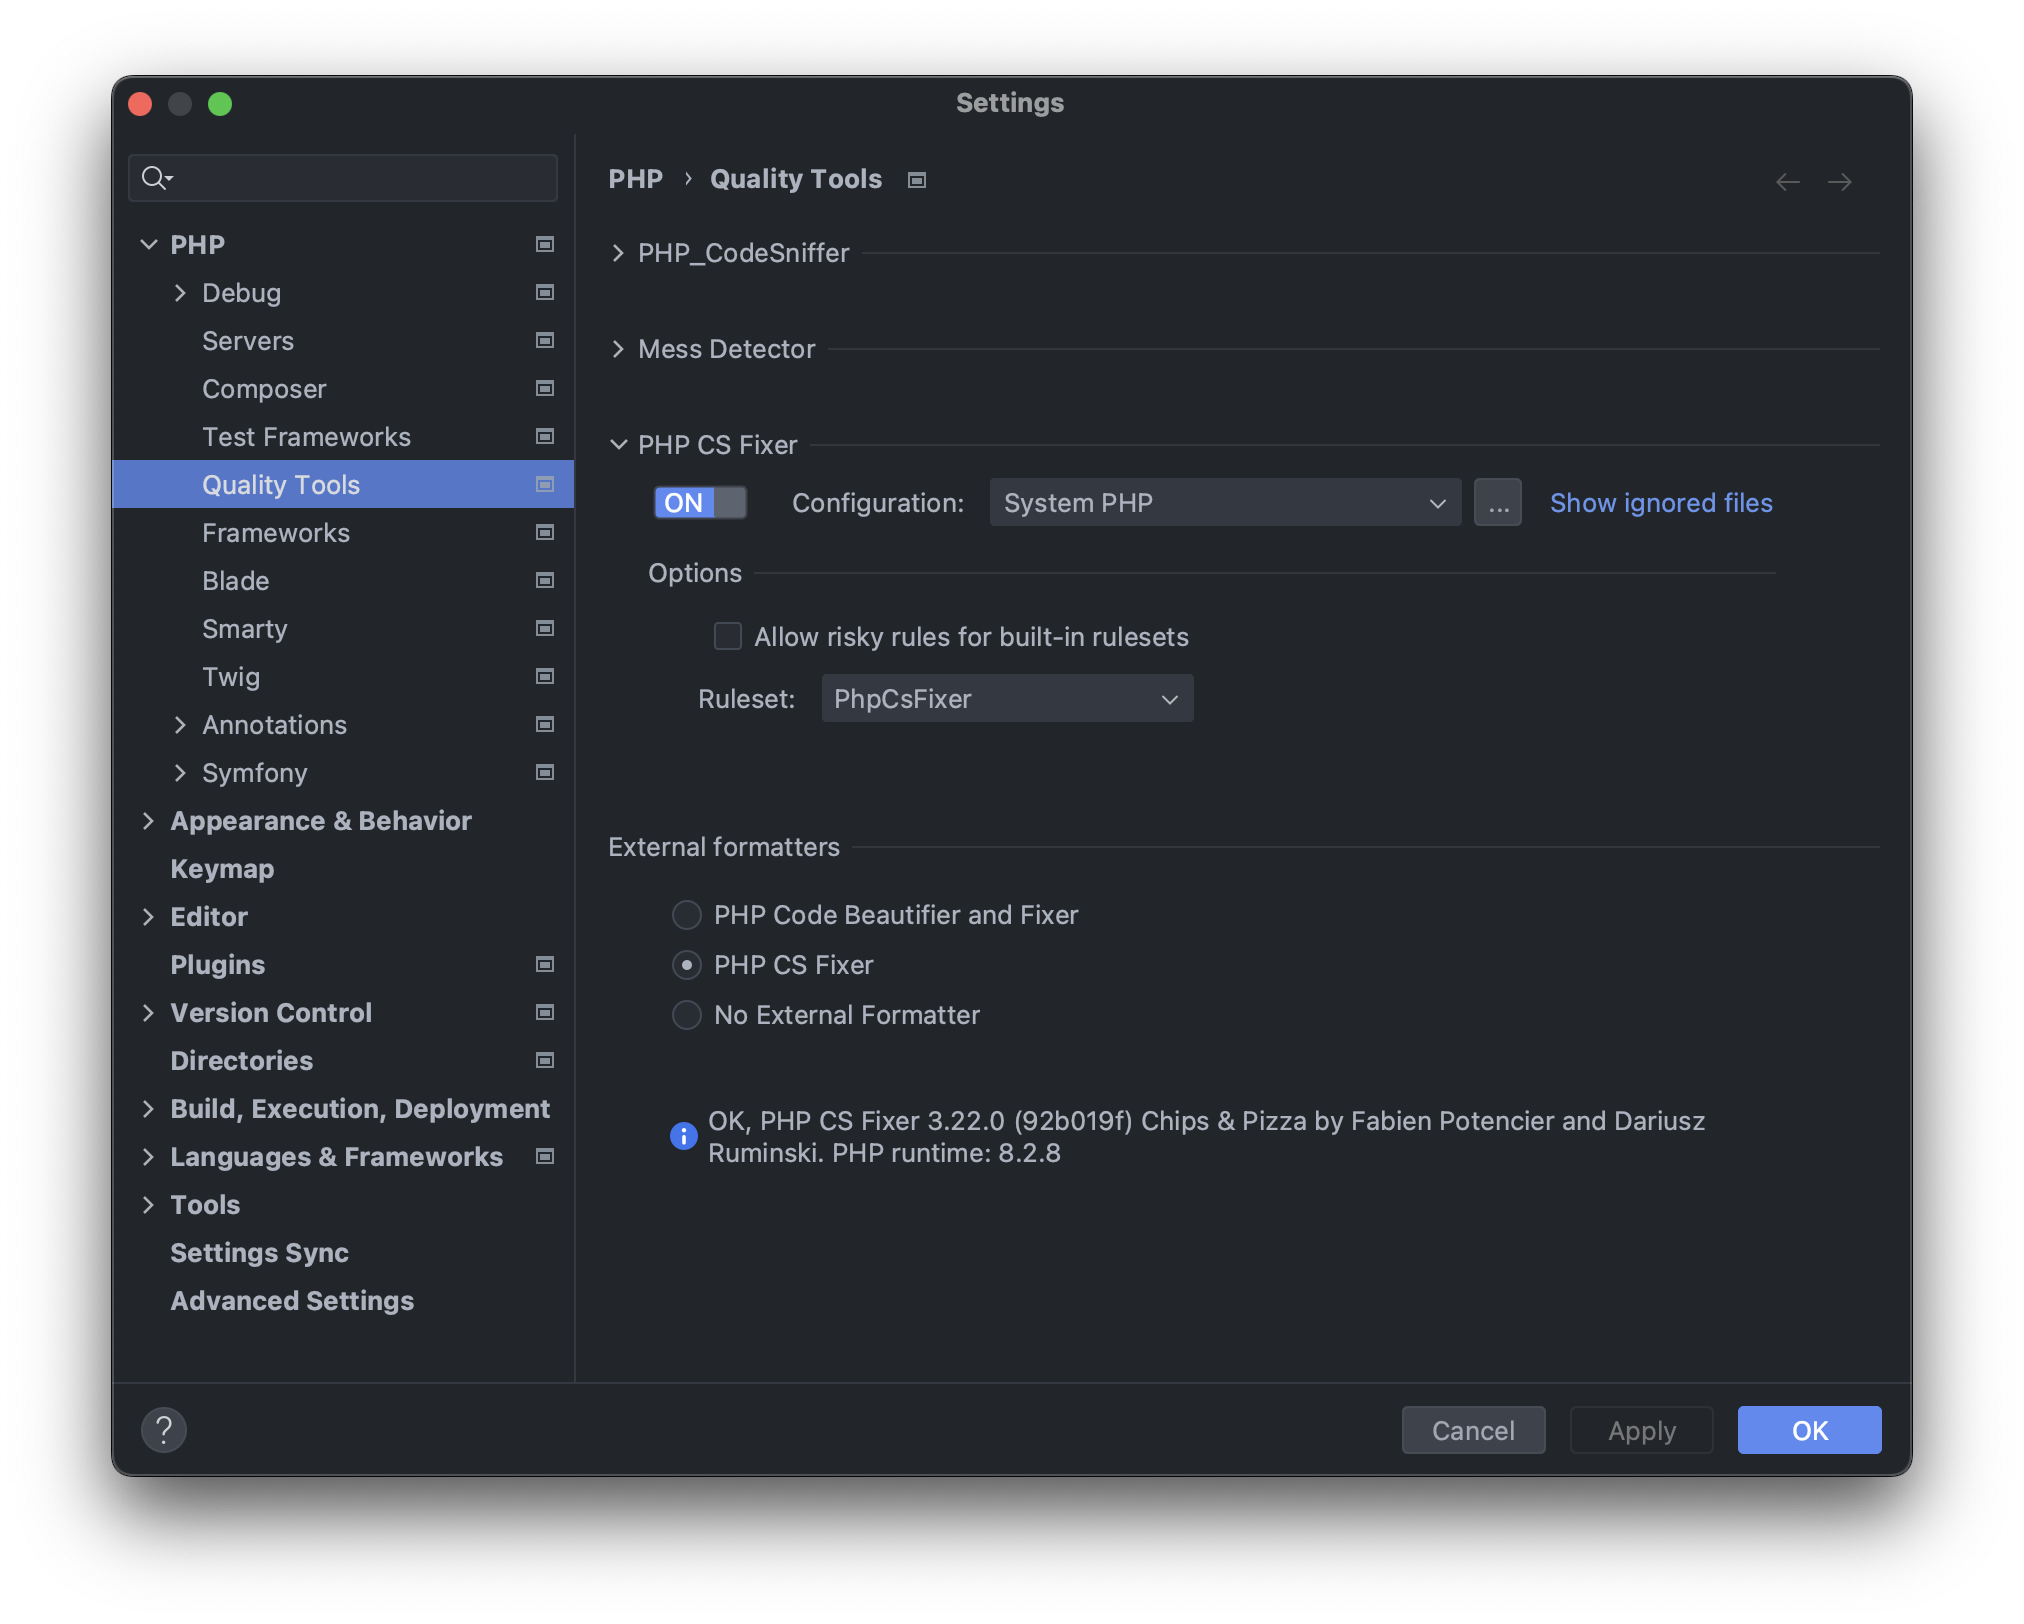 Settings
PHP
Debug
Servers
Composer
Test Frameworks
Quality Tools
Frameworks
Blade
Smarty
Twig
Annotations
Symfony
Appearance & Behavior
Keymap
Editor
Plugins
Version Control
Directories
Build, Execution, Deployment
Languages & Frameworks
Tools
Settings Sync
Advanced Settings
PHP › Quality Tools
PHP_CodeSniffer
Mess Detector
PHP CS Fixer
ON Configuration: System PHP ... Show ignored files
Options
Allow risky rules for built-in rulesets
Ruleset: PhpCsFixer
External formatters
PHP Code Beautifier and Fixer
PHP CS Fixer
No External Formatter
OK, PHP CS Fixer 3.22.0 (92b019f) Chips & Pizza by Fabien Potencier and Dariusz
Ruminski. PHP runtime: 8.2.8
? Cancel Apply OK